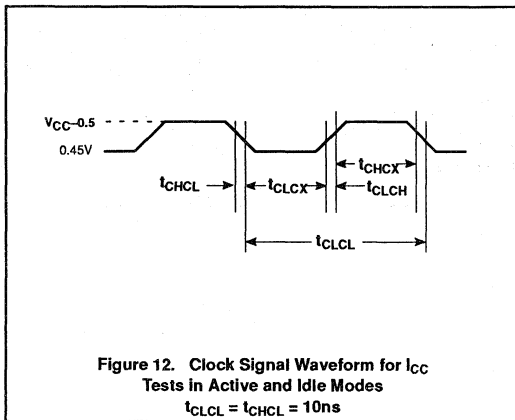 VCC–0.5
0.45V
tCHCX
tCHCL
tCLCX
tCLCH
tCLCL
Figure 12. Clock Signal Waveform for ICC
Tests in Active and Idle Modes
tCLCL = tCHCL = 10ns